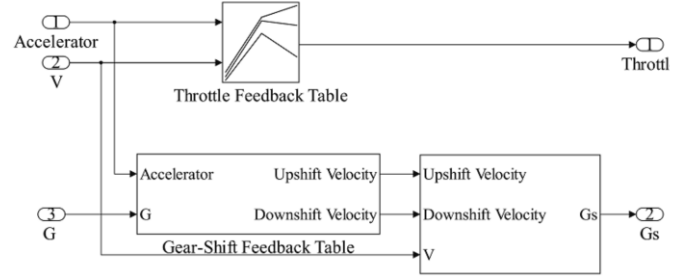 1
Accelerator
2
V
Throttle Feedback Table
1
Throttl
Accelerator
G
Upshift Velocity
Downshift Velocity
Gear-Shift Feedback Table
3
G
Upshift Velocity
Downshift Velocity
V
Gs
2
Gs